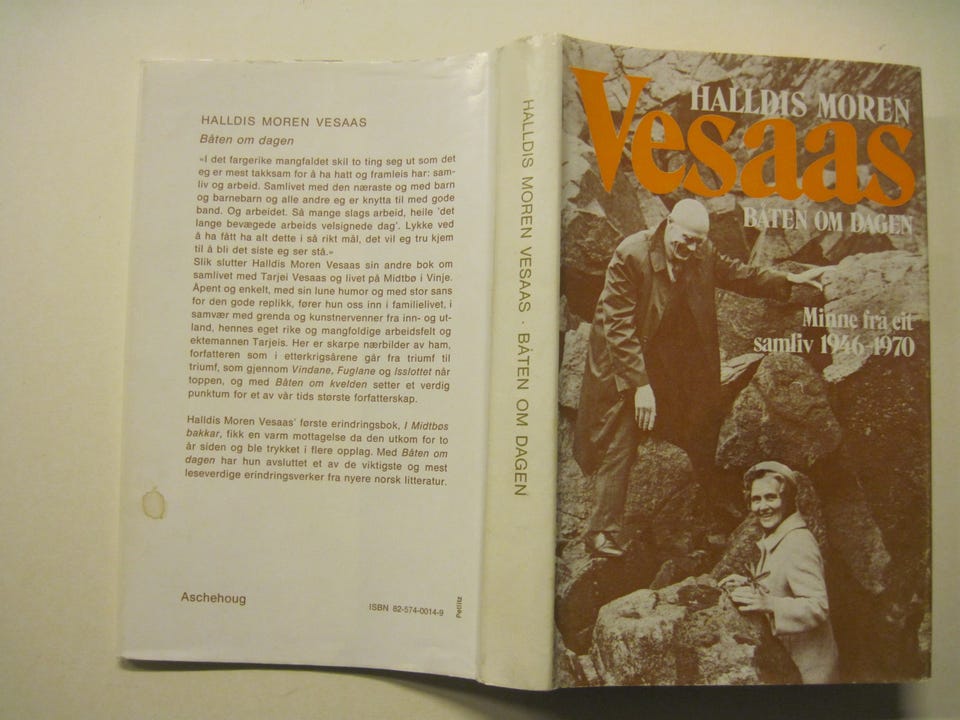 HALLDIS MOREN VESAAS
Båten om dagen
«I det fargerike mangfaldet skil to ting seg ut som det
eg er mest takksam for å ha hatt og framleis har: sam-
liv og arbeid. Samlivet med den næraste og med barn
og barnebarn og alle andre eg er knytta til med gode
band. Og arbeidet. Så mange slags arbeid, heile 'det
lange bevægede arbeids velsignede dag'. Lykke ved
å ha fått ha alt dette i så rikt mål, det vil eg tru kjem
til å bli det siste eg ser stå.»
Slik slutter Halldis Moren Vesaas sin andre bok om
samlivet med Tarjei Vesaas og livet på Midtbø i Vinje.
Åpent og enkelt, med sin lune humor og med stor sans
for den gode replikk, fører hun oss inn i familielivet, i
samvær med grenda og kunstnervenner fra inn- og ut-
land, hennes eget rike og mangfoldige arbeidsfelt og
ektemannen Tarjeis. Her er skarpe nærbilder av ham,
forfatteren som i etterkrigsårene går fra triumf til
triumf, som gjennom Vindane, Fuglane og Isslottet når
toppen, og med Båten om kvelden setter et verdig
punktum for et av vår tids største forfatterskap.
Halldis Moren Vesaas' første erindringsbok, I Midtbøs
bakkar, fikk en varm mottagelse da den utkom for to
år siden og ble trykket i flere opplag. Med Båten om
dagen har hun avsluttet et av de viktigste og mest
leseverdige erindringsverker fra nyere norsk litteratur.
Aschehoug
ISBN 82-574-0014-9
Petlitz
HALLDIS MOREN VESAAS · BÅTEN OM DAGEN
HALLDIS MOREN
Vesaas
BÅTEN OM DAGEN
Minne frå eit
samliv 1946-1970